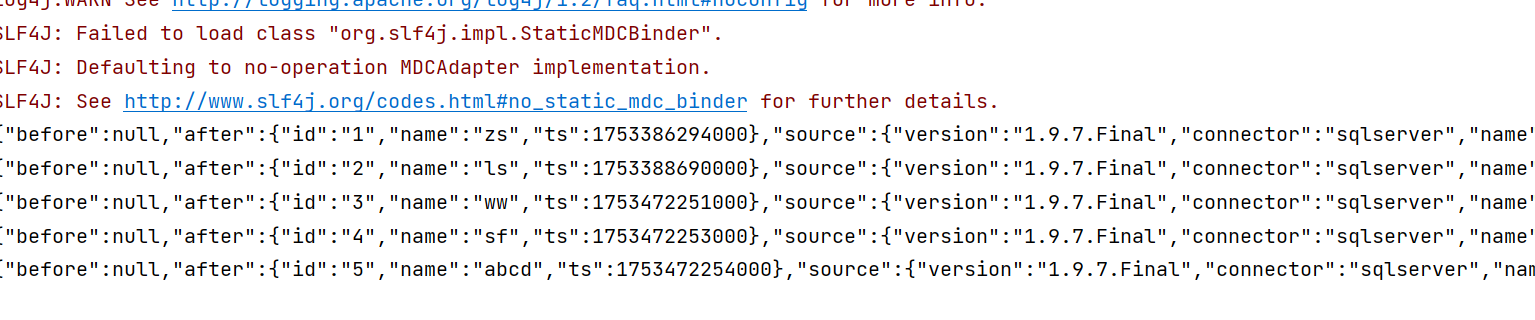 log4j:WARN See http://logging.apache.org/log4j/1.2/faq.html#noconfig for more info.
SLF4J: Failed to load class "org.slf4j.impl.StaticMDCBinder".
SLF4J: Defaulting to no-operation MDCAdapter implementation.
SLF4J: See http://www.slf4j.org/codes.html#no_static_mdc_binder for further details.
{"before":null,"after":{"id":"1","name":"zs","ts":1753386294000},"source":{"version":"1.9.7.Final","connector":"sqlserver","name"
{"before":null,"after":{"id":"2","name":"ls","ts":1753388690000},"source":{"version":"1.9.7.Final","connector":"sqlserver","name"
{"before":null,"after":{"id":"3","name":"ww","ts":1753472251000},"source":{"version":"1.9.7.Final","connector":"sqlserver","name"
{"before":null,"after":{"id":"4","name":"sf","ts":1753472253000},"source":{"version":"1.9.7.Final","connector":"sqlserver","name"
{"before":null,"after":{"id":"5","name":"abcd","ts":1753472254000},"source":{"version":"1.9.7.Final","connector":"sqlserver","nam